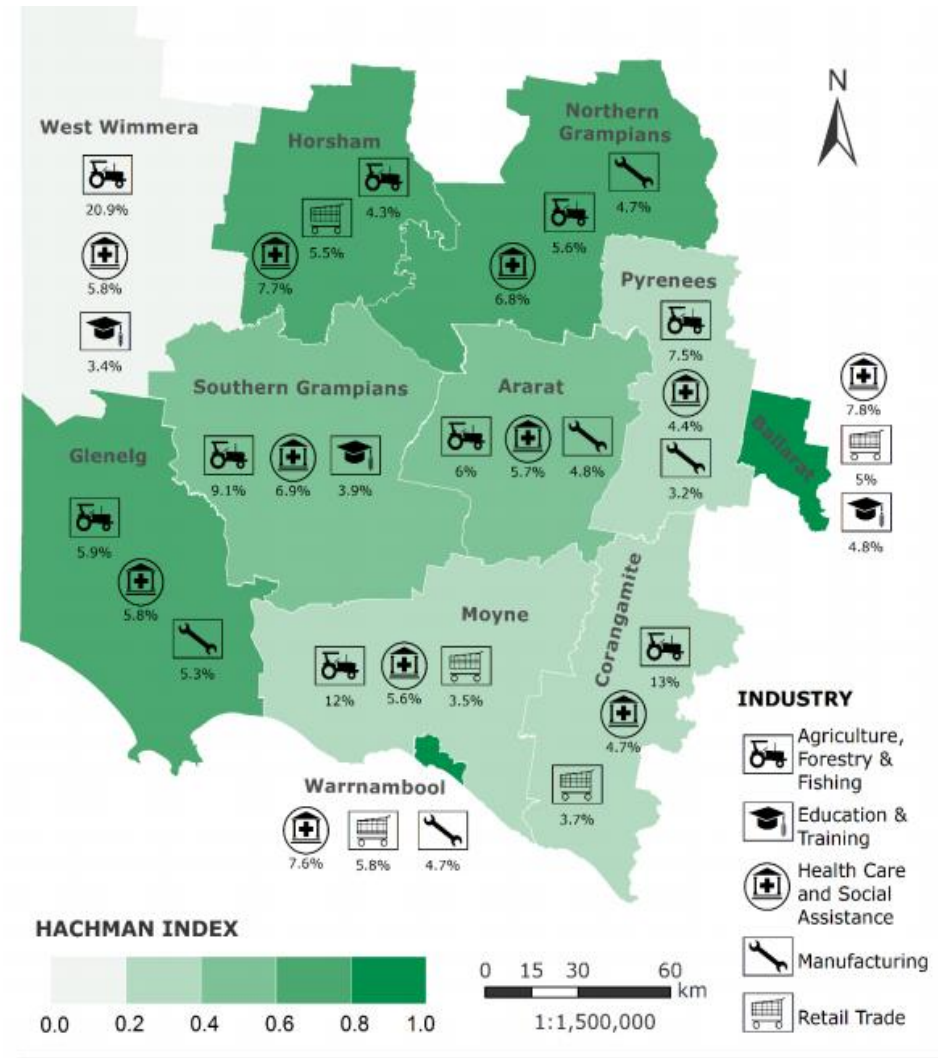 N
West Wimmera
20.9%
5.8%
3.4%
Horsham
4.3%
5.5%
7.7%
Northern
Grampians
4.7%
5.6%
6.8%
Pyrenees
7.5%
4.4%
3.2%
Southern Grampians
9.1%
6.9%
3.9%
Ararat
6%
5.7%
4.8%
Ballarat
7.8%
5%
4.8%
Glenelg
5.9%
5.8%
5.3%
Moyne
12%
5.6%
3.5%
Corangamite
13%
4.7%
3.7%
Warrnambool
7.6%
5.8%
4.7%
INDUSTRY
Agriculture,
Forestry &
Fishing
Education &
Training
Health Care
and Social
Assistance
Manufacturing
Retail Trade
HACHMAN INDEX
0.0 0.2 0.4 0.6 0.8 1.0
0 15 30 60
km
1:1,500,000